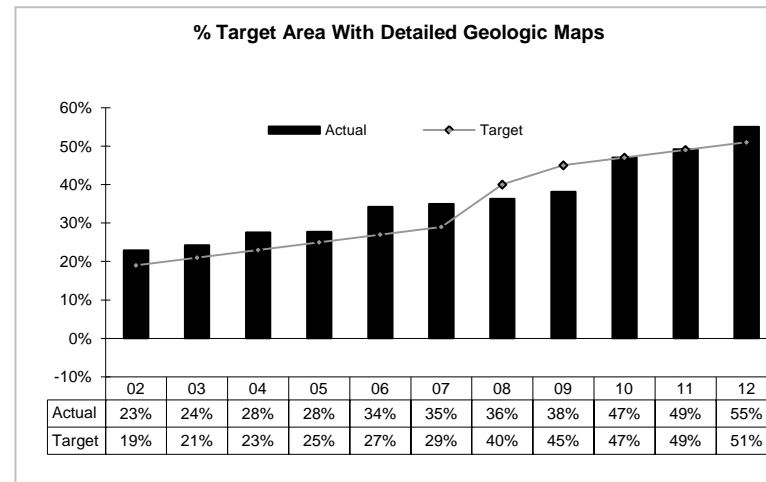 % Target Area With Detailed Geologic Maps
60%
Actual Target
50%
40%
30%
20%
10%
0%
-10%
02 03 04 05 06 07 08 09 10 11 12
Actual 23% 24% 28% 28% 34% 35% 36% 38% 47% 49% 55%
Target 19% 21% 23% 25% 27% 29% 40% 45% 47% 49% 51%